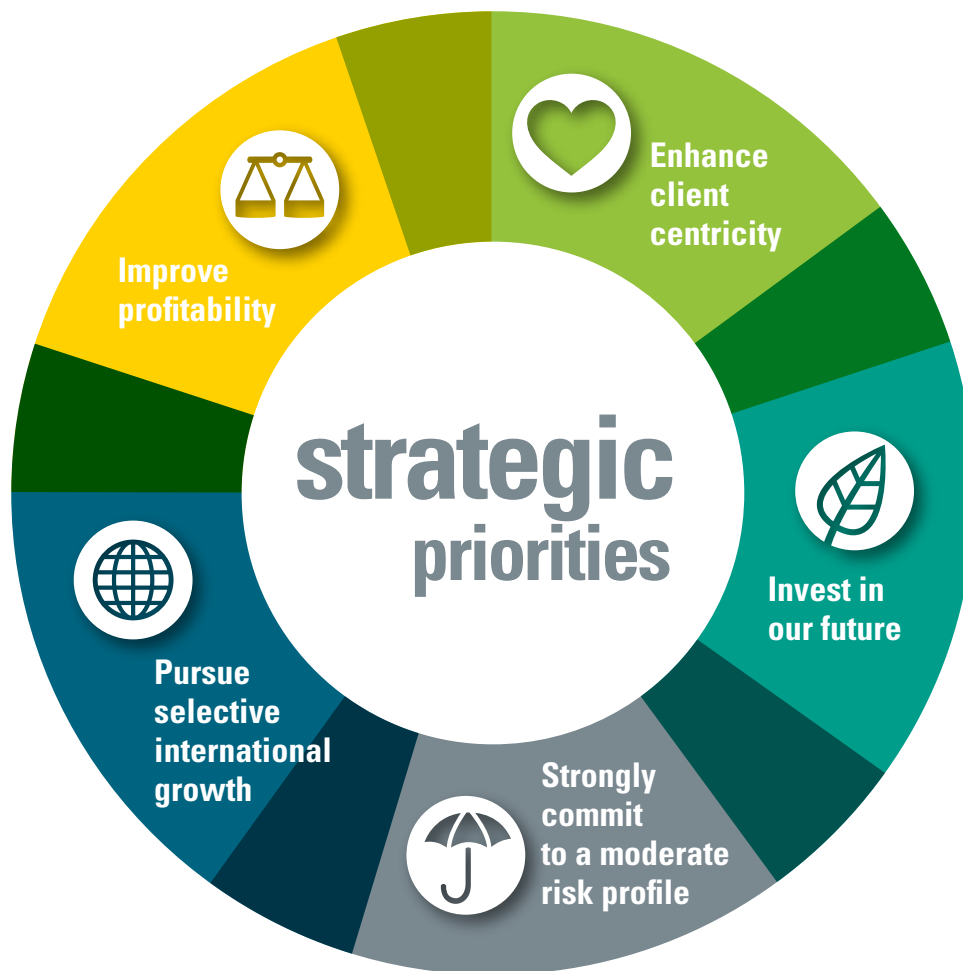 strategic
priorities
Enhance
client
centricity
Invest in
our future
Strongly
commit
to a moderate
risk profile
Pursue
selective
international
growth
Improve
profitability